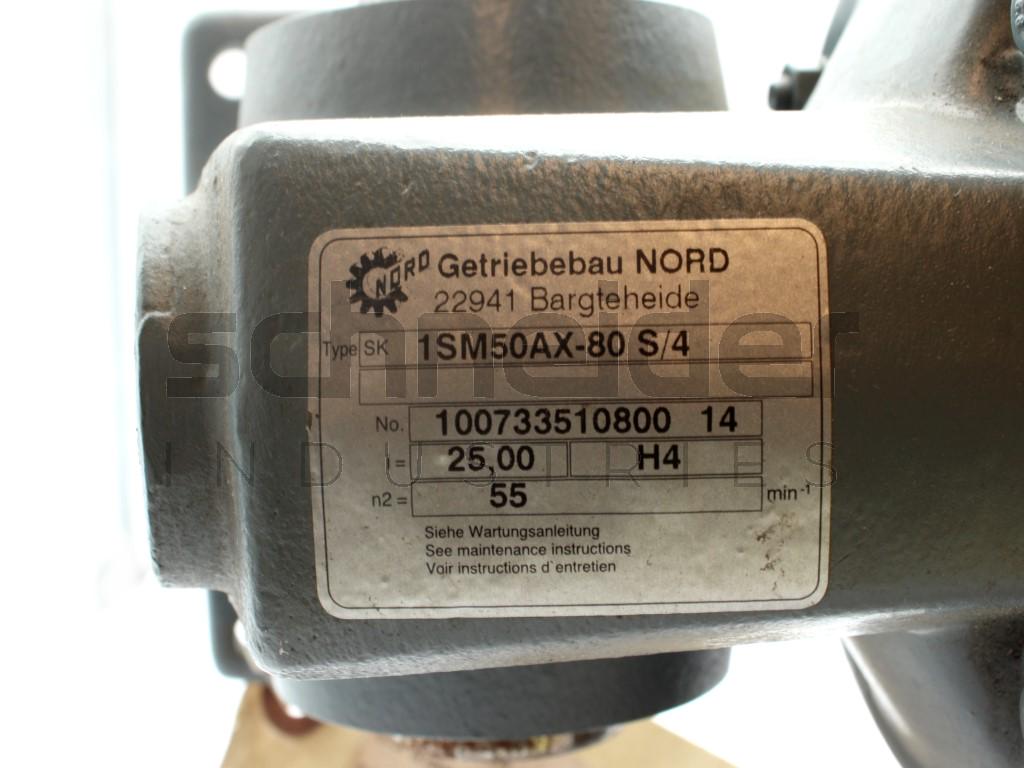 NORD Getriebebau NORD
22941 Bargteheide
Type SK 1SM50AX-80 S/4
No. 100733510800 14
i= 25,00 H4
n2 = 55 min-1
Siehe Wartungsanleitung
See maintenance instructions
Voir instructions d`entretien
schneider
INDUSTRIES